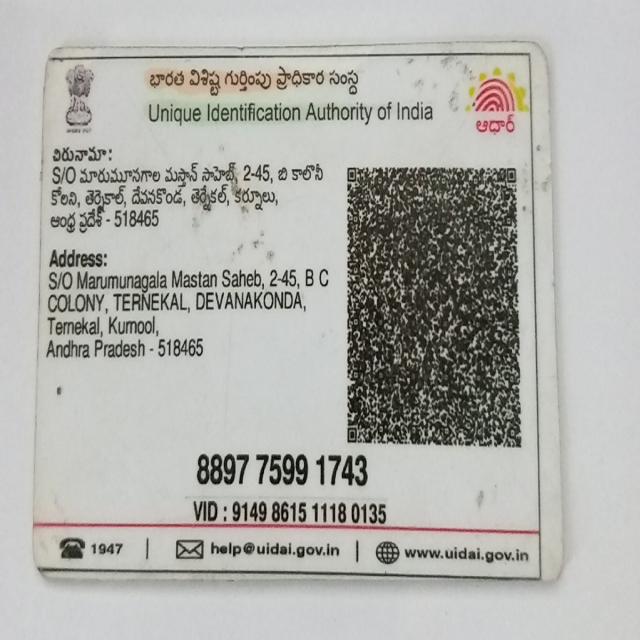 భారత విశిష్ట గుర్తింపు ప్రాధికార సంస్థ
Unique Identification Authority of India
ఆధార్
చిరునామా:
S/O మారుమూనగాల మస్తాన్ సాహెబ్, 2-45, బి కాలొనీ
కోలని, తెర్నేకాల్, దేవనకొండ, తెర్నేకల్, కర్నూలు,
ఆంధ్ర ప్రదేశ్ - 518465
Address:
S/O Marumunagala Mastan Saheb, 2-45, B C
COLONY, TERNEKAL, DEVANAKONDA,
Ternekal, Kurnool,
Andhra Pradesh - 518465
8897 7599 1743
VID : 9149 8615 1118 0135
1947 | help@uidai.gov.in | www.uidai.gov.in